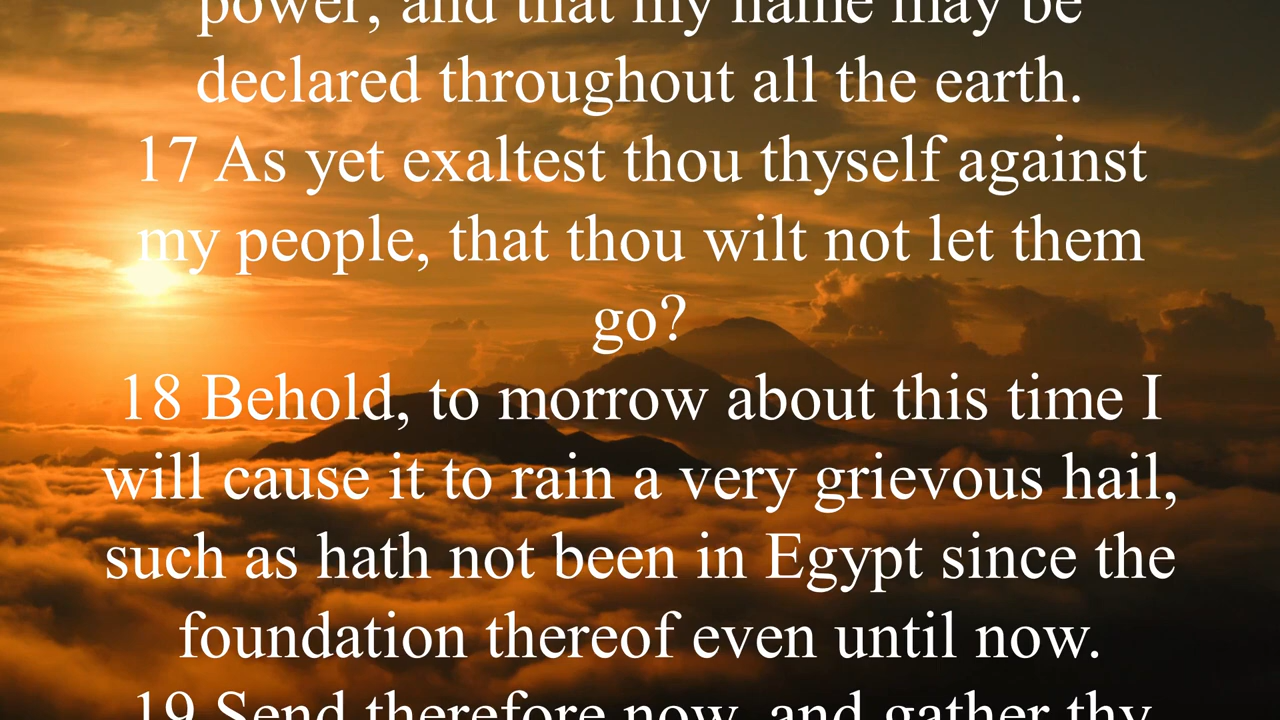 power, and that my name may be
declared throughout all the earth.
17 As yet exaltest thou thyself against
my people, that thou wilt not let them
go?
18 Behold, to morrow about this time I
will cause it to rain a very grievous hail,
such as hath not been in Egypt since the
foundation thereof even until now.
19 Send therefore now, and gather thy